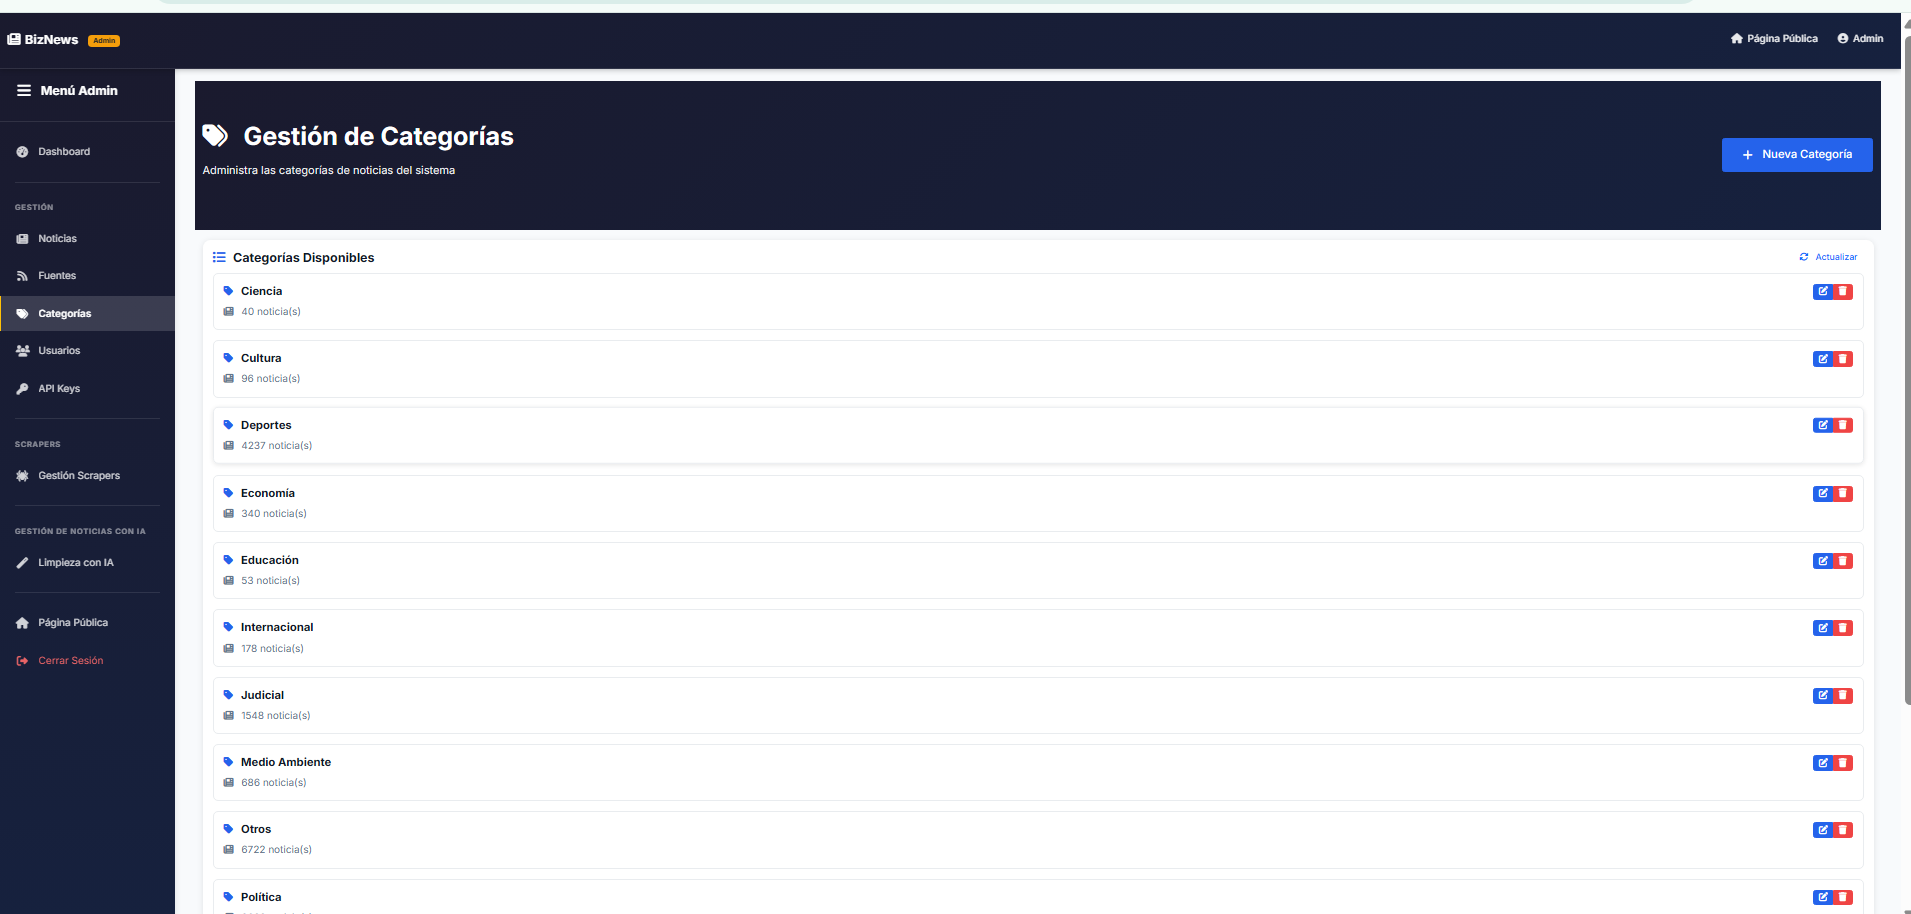 BizNews Admin
Página Pública
Admin
Menú Admin
Dashboard
GESTIÓN
Noticias
Fuentes
Categorías
Usuarios
API Keys
SCRAPERS
Gestión Scrapers
GESTIÓN DE NOTICIAS CON IA
Limpieza con IA
Página Pública
Cerrar Sesión
Gestión de Categorías
Administra las categorías de noticias del sistema
Nueva Categoría
Categorías Disponibles
Actualizar
Ciencia
40 noticia(s)
Cultura
96 noticia(s)
Deportes
4237 noticia(s)
Economía
340 noticia(s)
Educación
53 noticia(s)
Internacional
178 noticia(s)
Judicial
1548 noticia(s)
Medio Ambiente
686 noticia(s)
Otros
6722 noticia(s)
Política